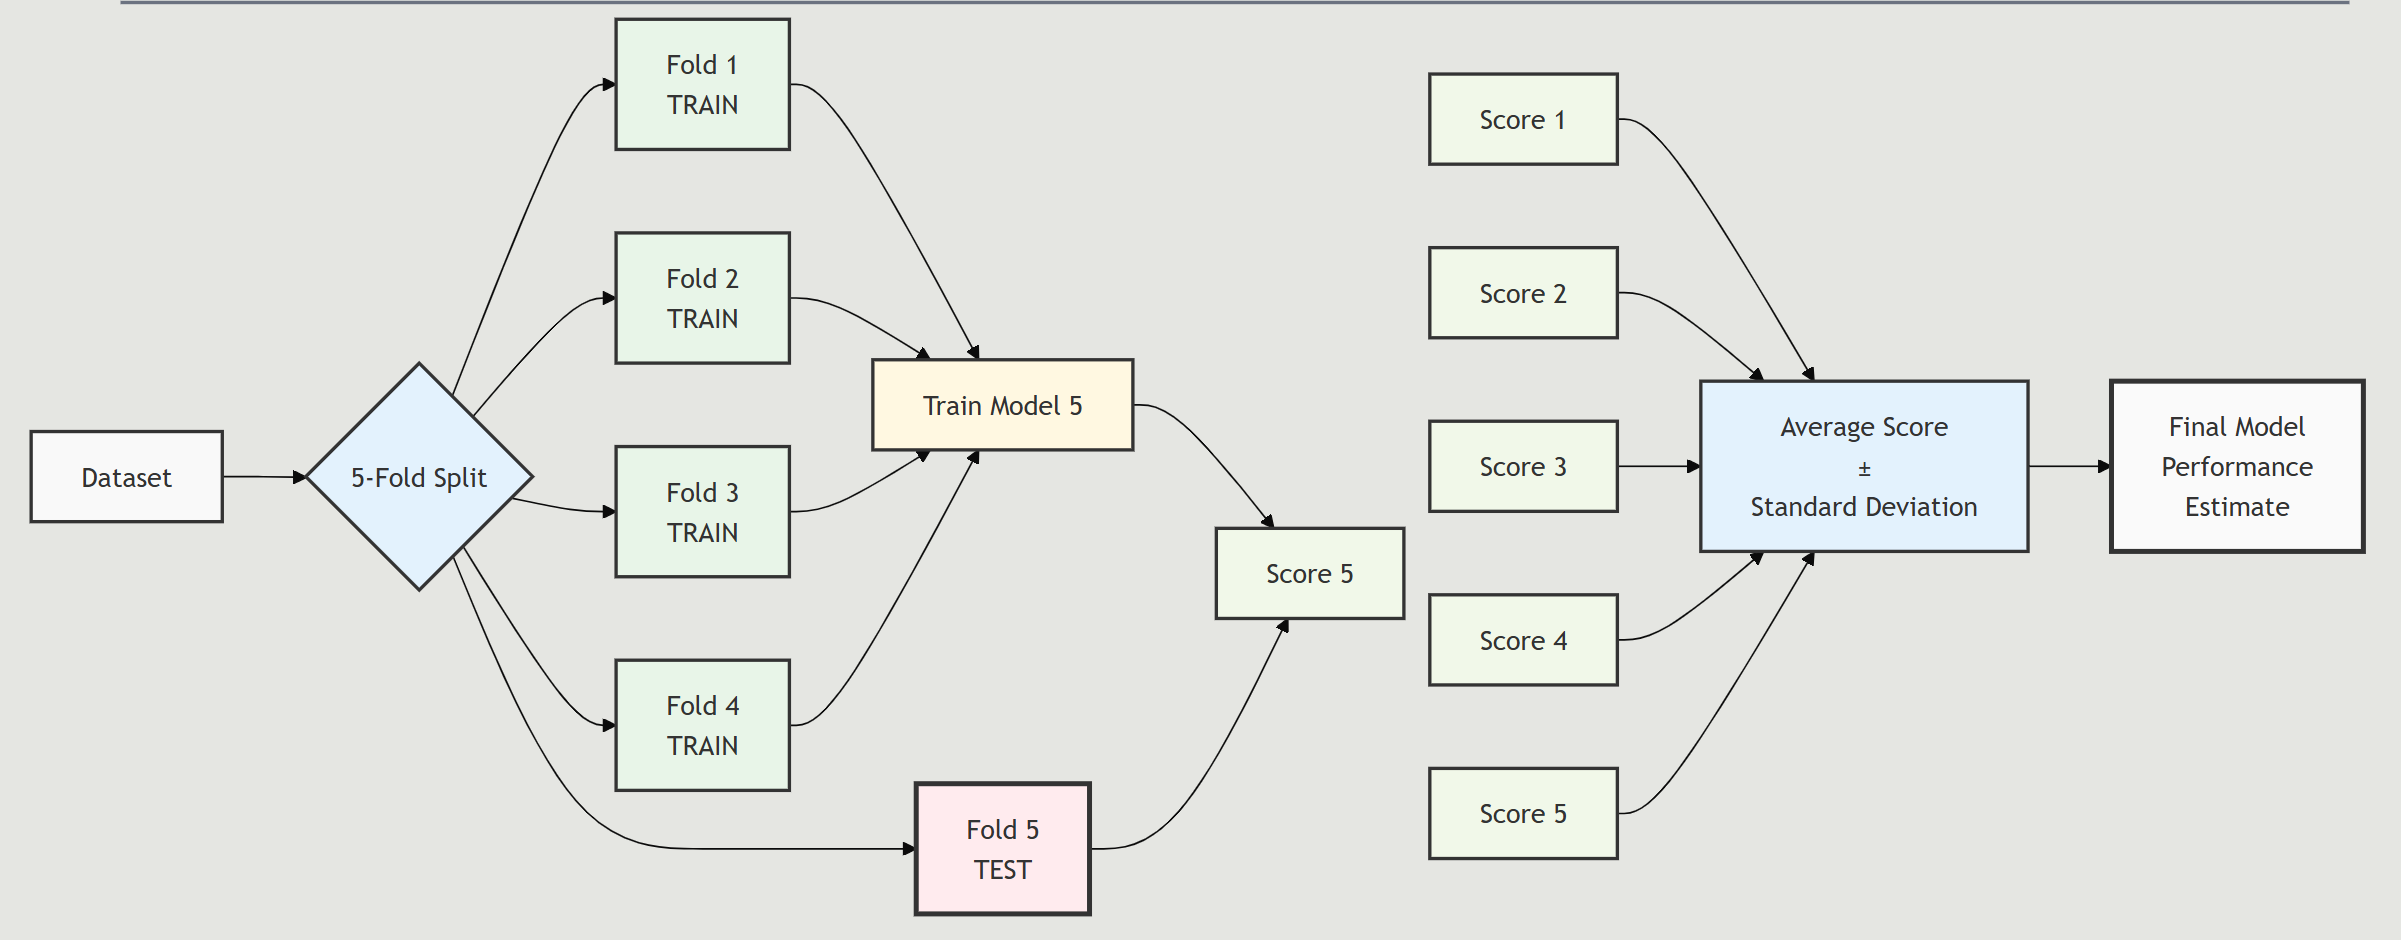 Dataset
5-Fold Split
Fold 1
TRAIN
Fold 2
TRAIN
Fold 3
TRAIN
Fold 4
TRAIN
Fold 5
TEST
Train Model 5
Score 5
Score 1
Score 2
Score 3
Score 4
Score 5
Average Score
±
Standard Deviation
Final Model
Performance
Estimate